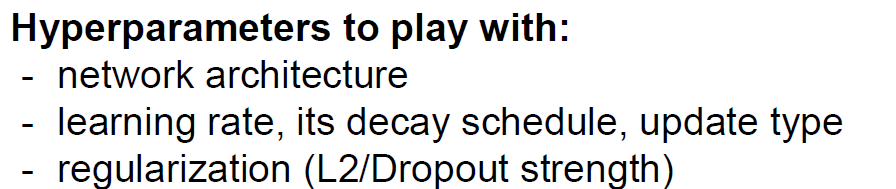 Hyperparameters to play with:
- network architecture
- learning rate, its decay schedule, update type
- regularization (L2/Dropout strength)